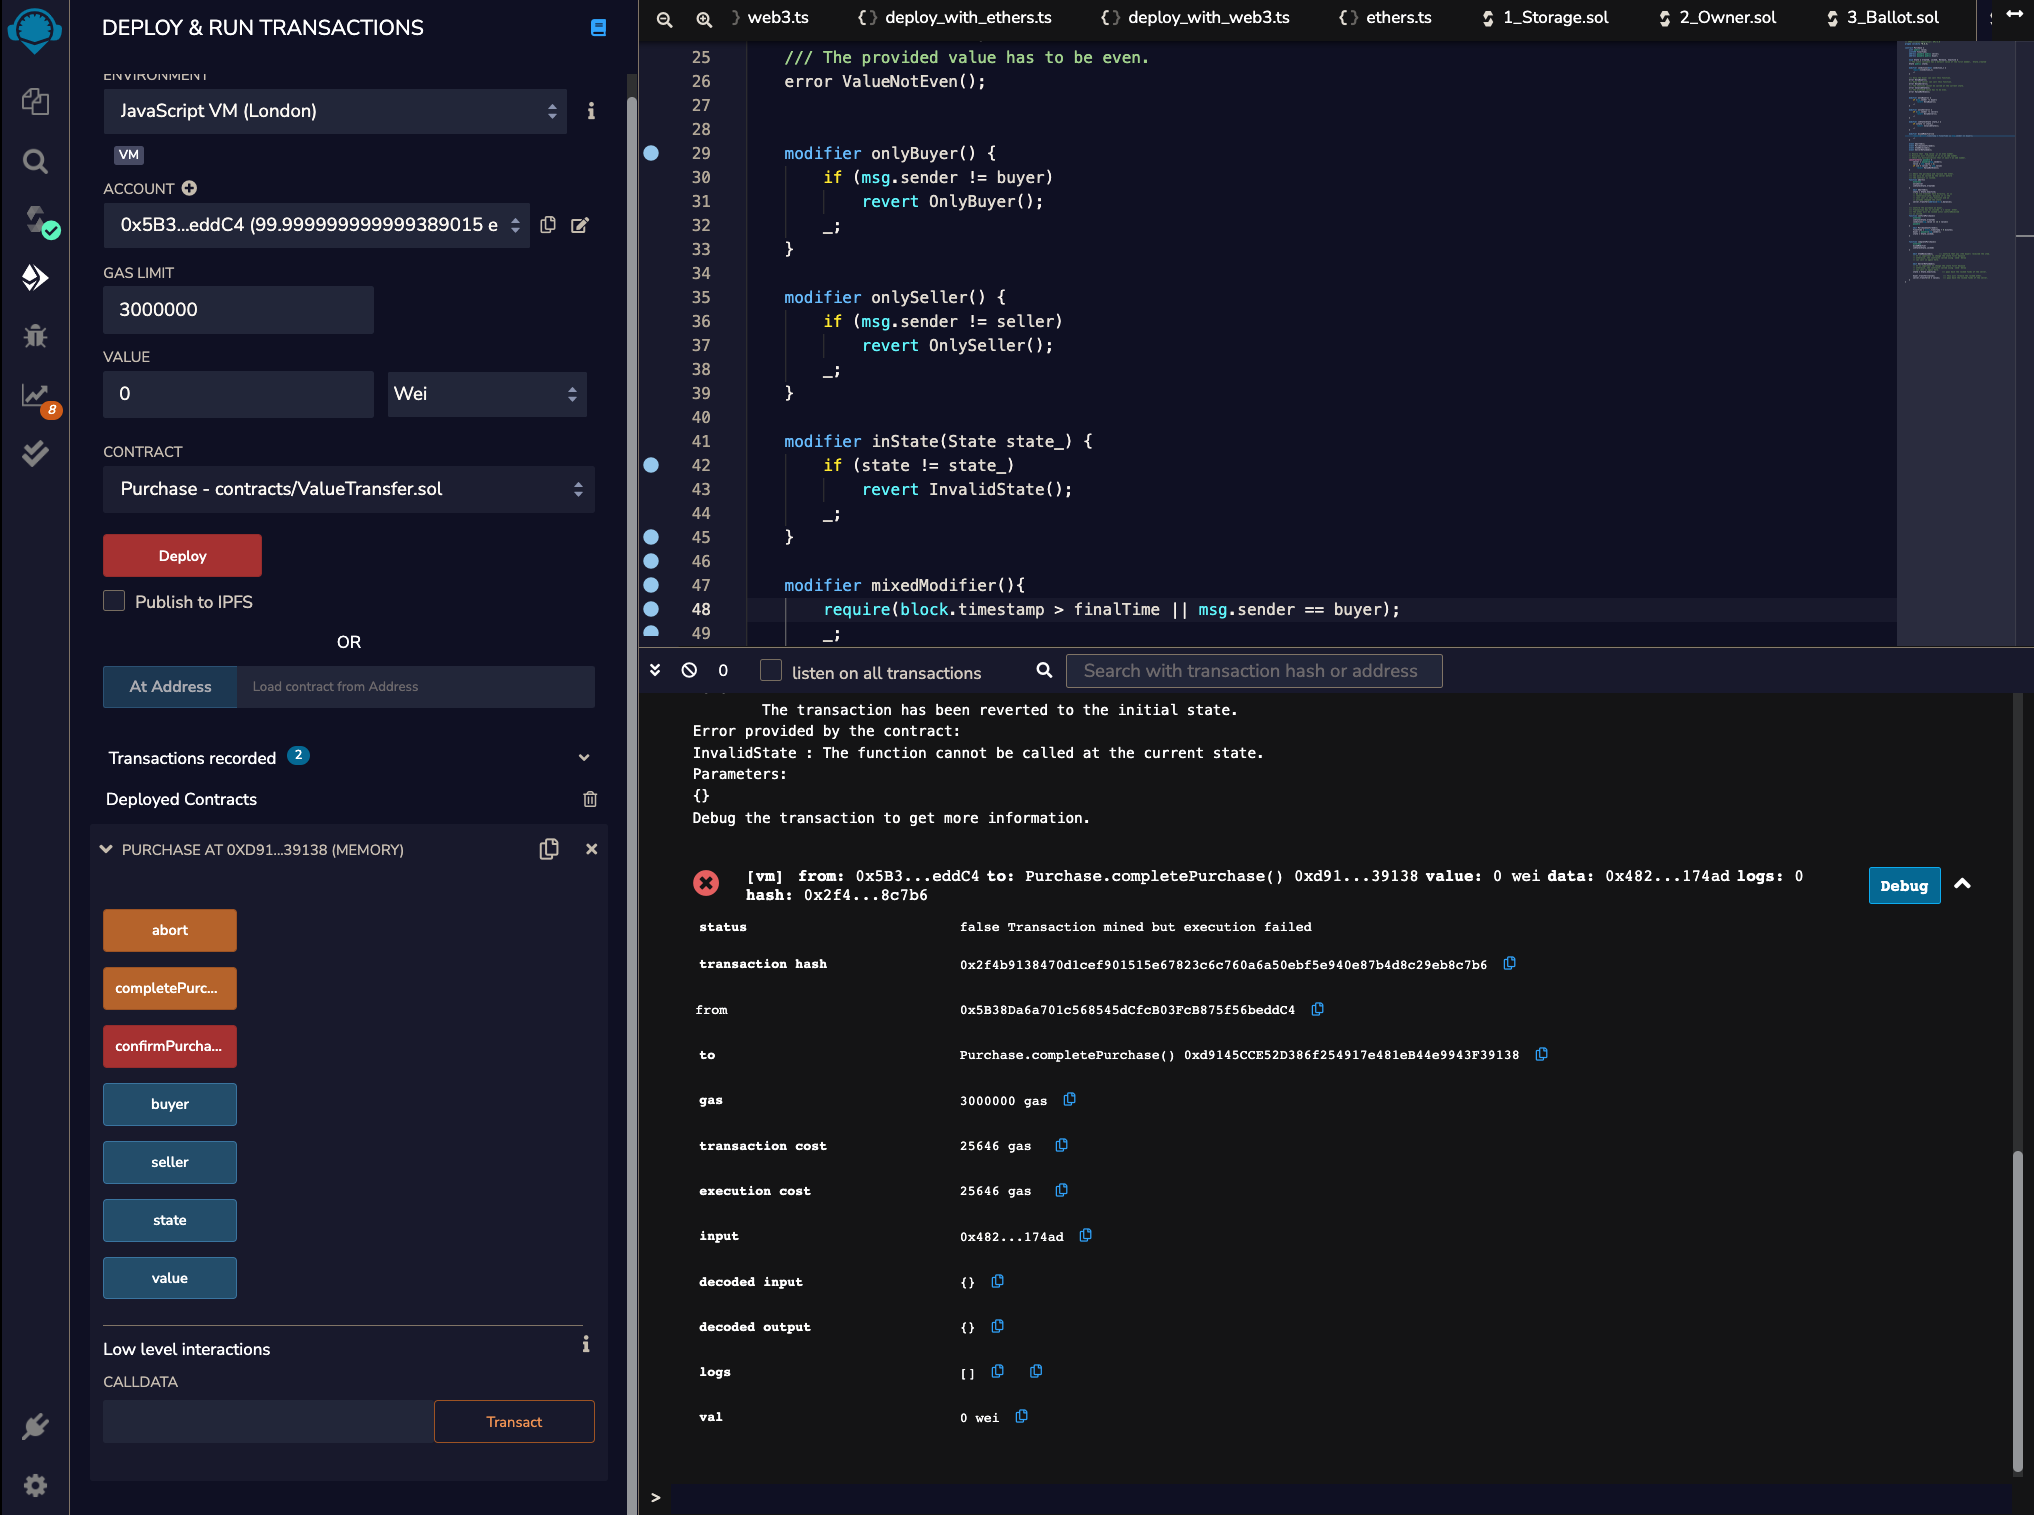 DEPLOY & RUN TRANSACTIONS
ENVIRONMENT
JavaScript VM (London)
VM
ACCOUNT
0x5B3...eddC4 (99.999999999999389015 e
GAS LIMIT
3000000
VALUE
0
Wei
CONTRACT
Purchase - contracts/ValueTransfer.sol
Deploy
Publish to IPFS
OR
At Address
Load contract from Address
Transactions recorded 2
Deployed Contracts
PURCHASE AT 0XD91...39138 (MEMORY)
abort
completePurc...
confirmPurcha...
buyer
seller
state
value
Low level interactions
CALLDATA
Transact
8
} web3.ts {} deploy_with_ethers.ts {} deploy_with_web3.ts {} ethers.ts 1_Storage.sol 2_Owner.sol 3_Ballot.sol
25 /// The provided value has to be even.
26 error ValueNotEven();
27
28
29 modifier onlyBuyer() {
30 if (msg.sender != buyer)
31 revert OnlyBuyer();
32 _;
33 }
34
35 modifier onlySeller() {
36 if (msg.sender != seller)
37 revert OnlySeller();
38 _;
39 }
40
41 modifier inState(State state_) {
42 if (state != state_)
43 revert InvalidState();
44 _;
45 }
46
47 modifier mixedModifier(){
48 require(block.timestamp > finalTime || msg.sender == buyer);
49 _;
0 listen on all transactions Search with transaction hash or address
The transaction has been reverted to the initial state.
Error provided by the contract:
InvalidState : The function cannot be called at the current state.
Parameters:
{}
Debug the transaction to get more information.
[vm] from: 0x5B3...eddC4 to: Purchase.completePurchase() 0xd91...39138 value: 0 wei data: 0x482...174ad logs: 0
hash: 0x2f4...8c7b6
Debug
status false Transaction mined but execution failed
transaction hash 0x2f4b9138470d1cef901515e67823c6c760a6a50ebf5e940e87b4d8c29eb8c7b6
from 0x5B38Da6a701c568545dCfcB03FcB875f56beddC4
to Purchase.completePurchase() 0xd9145CCE52D386f254917e481eB44e9943F39138
gas 3000000 gas
transaction cost 25646 gas
execution cost 25646 gas
input 0x482...174ad
decoded input {}
decoded output {}
logs []
val 0 wei
>